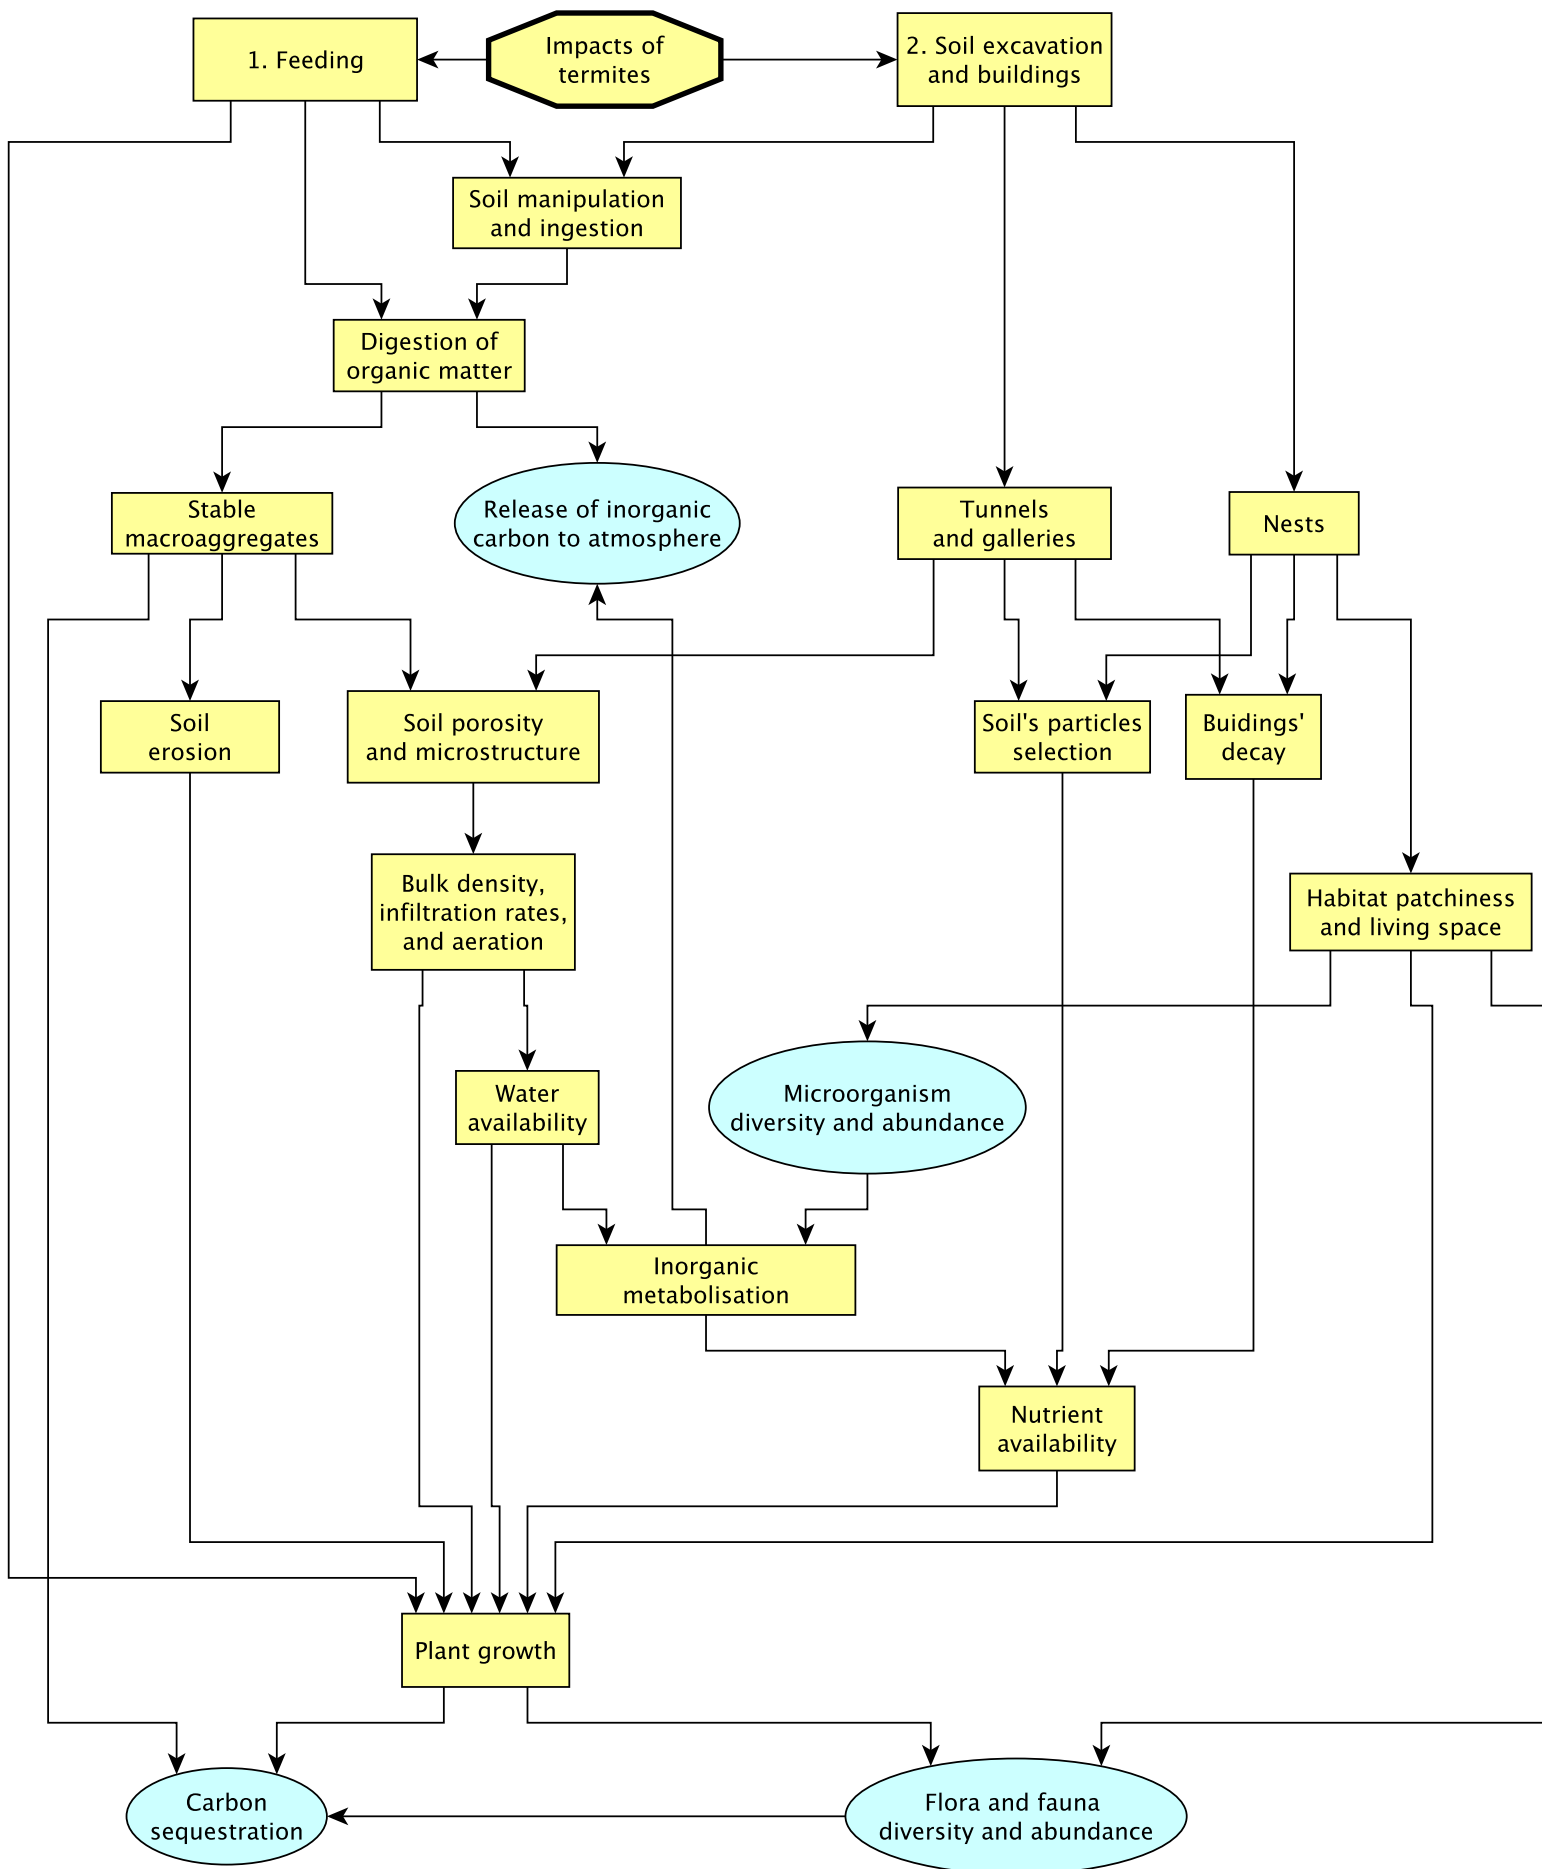 1. Feeding
Impacts of
termites
2. Soil excavation
and buildings
Soil manipulation
and ingestion
Digestion of
organic matter
Stable
macroaggregates
Release of inorganic
carbon to atmosphere
Tunnels
and galleries
Nests
Soil
erosion
Soil porosity
and microstructure
Soil's particles
selection
Buidings'
decay
Bulk density,
infiltration rates,
and aeration
Habitat patchiness
and living space
Water
availability
Microorganism
diversity and abundance
Inorganic
metabolisation
Nutrient
availability
Plant growth
Carbon
sequestration
Flora and fauna
diversity and abundance